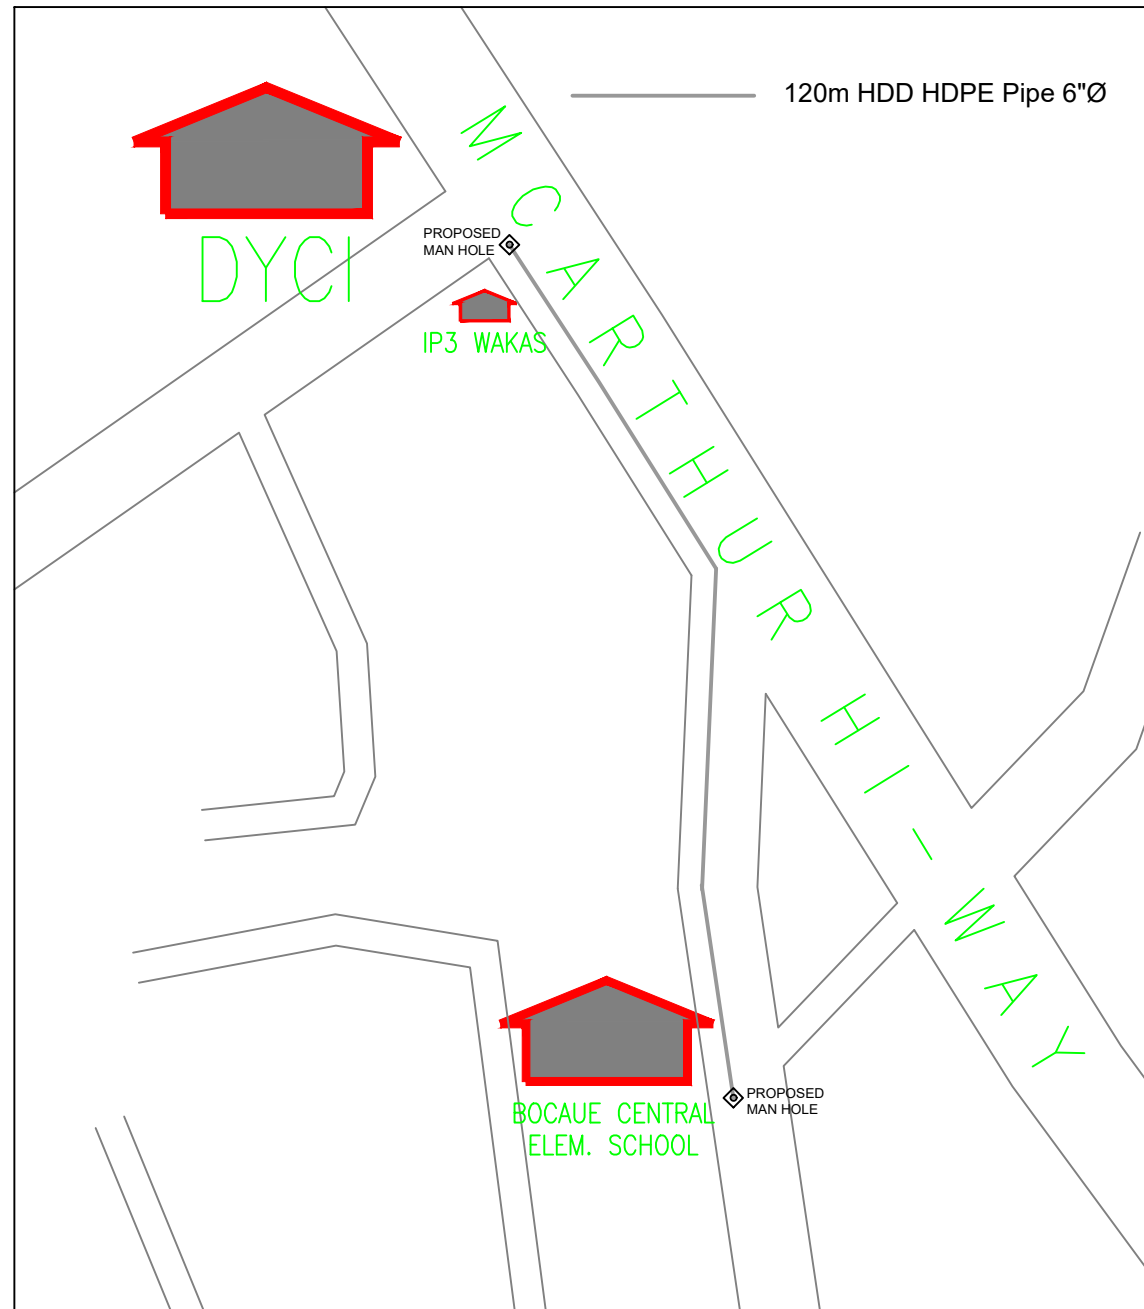 120m HDD HDPE Pipe 6"Ø
MCARTHUR HI-WAY
DYCI
PROPOSED
MAN HOLE
IP3 WAKAS
BOCAUE CENTRAL
ELEM. SCHOOL
PROPOSED
MAN HOLE